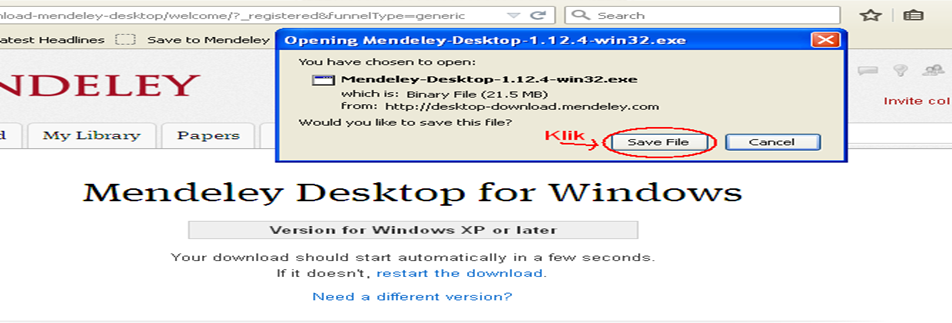 nload-mendeley-desktop/welcome/?_registered&funnelType=generic
Search
atest Headlines
Save to Mendeley
Opening Mendeley-Desktop-1.12.4-win32.exe
You have chosen to open:
Mendeley-Desktop-1.12.4-win32.exe
which is: Binary File (21.5 MB)
from: http://desktop-download.mendeley.com
Would you like to save this file?
Klik
Save File
Cancel
NDELEY
Invite col
d
My Library
Papers
Mendeley Desktop for Windows
Version for Windows XP or later
Your download should start automatically in a few seconds.
If it doesn't, restart the download.
Need a different version?